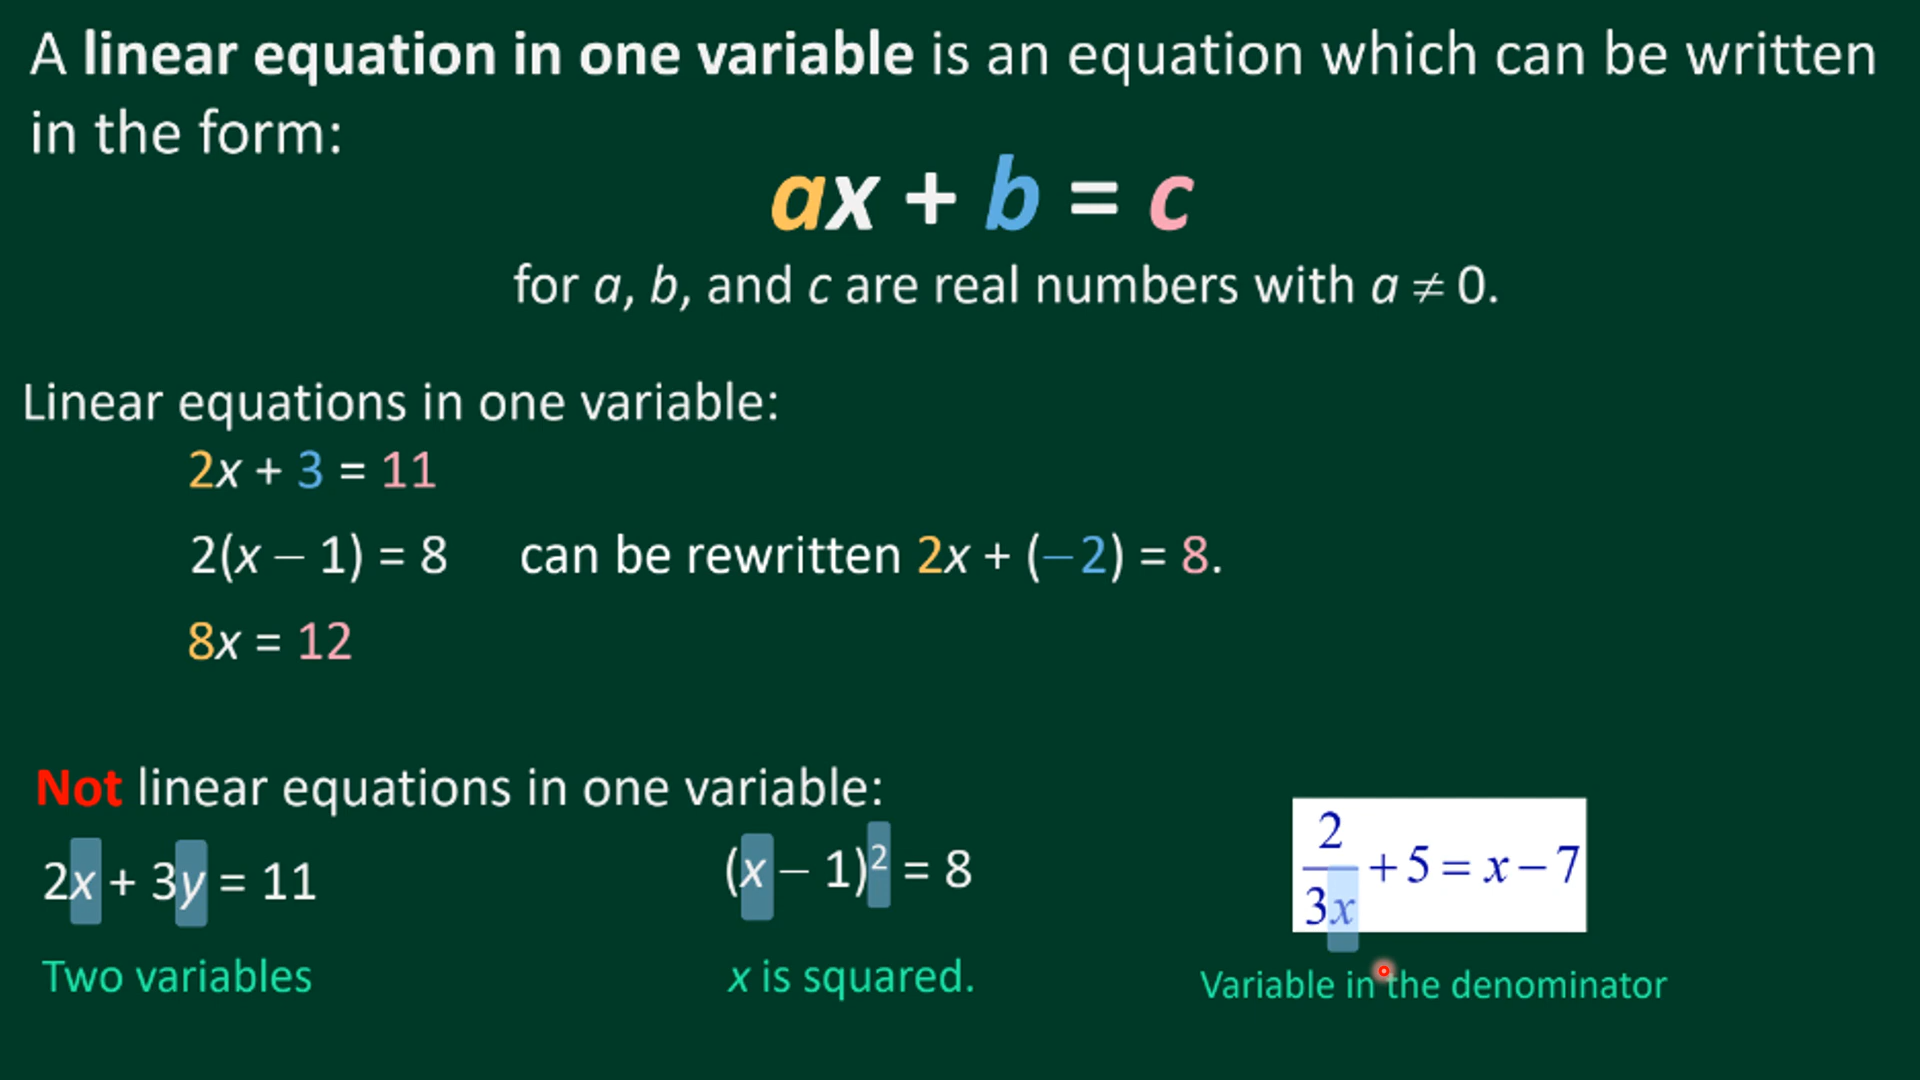 A linear equation in one variable is an equation which can be written
in the form:
ax + b = c
for a, b, and c are real numbers with a ≠ 0.
Linear equations in one variable:
2x + 3 = 11
2(x – 1) = 8 can be rewritten 2x + (–2) = 8.
8x = 12
Not linear equations in one variable:
2x + 3y = 11
(x – 1)² = 8
2/3x + 5 = x – 7
Two variables
x is squared.
Variable in the denominator